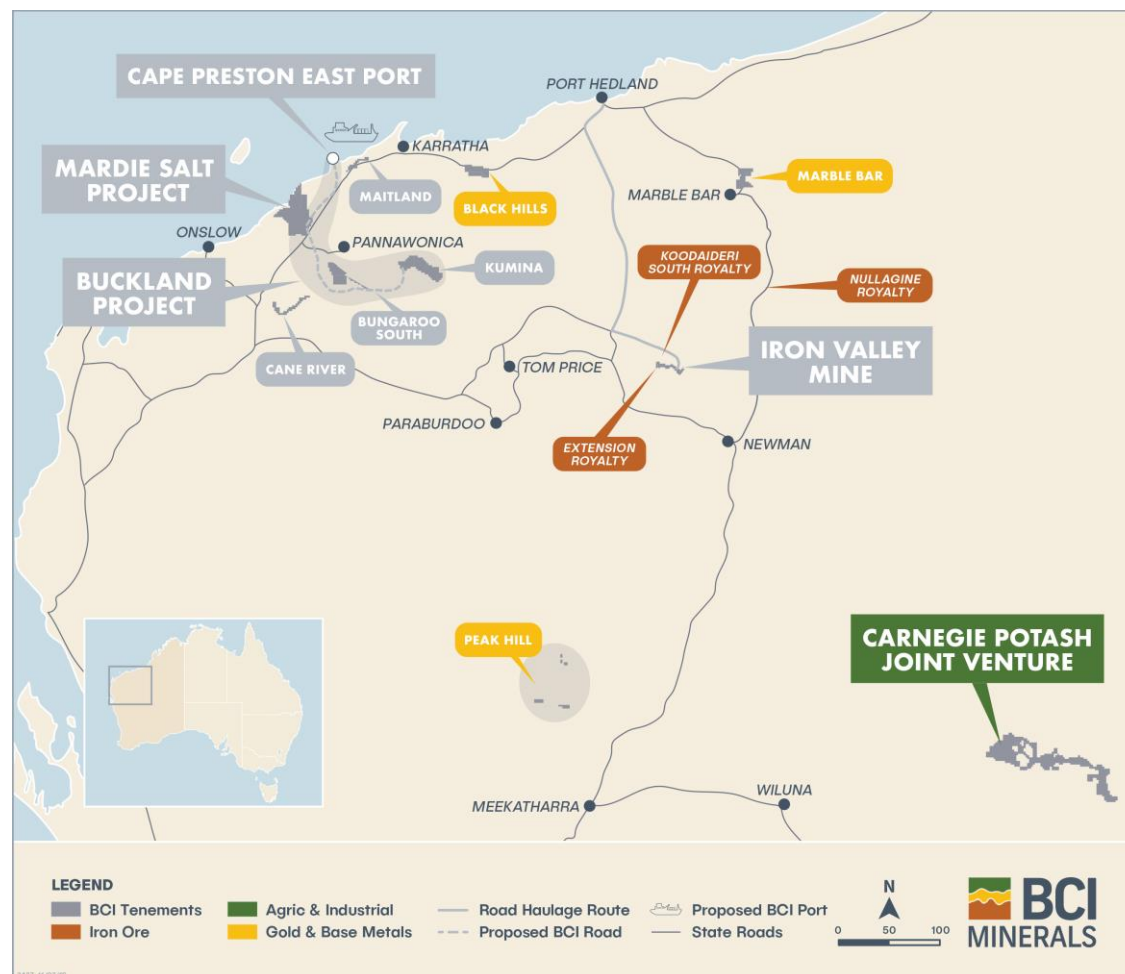 CAPE PRESTON EAST PORT
PORT HEDLAND
KARRATHA
MARDIE SALT
PROJECT
MAITLAND
BLACK HILLS
MARBLE BAR
MARBLE BAR
ONSLOW
PANNAWONICA
KOODAIDERI
SOUTH ROYALTY
BUCKLAND
PROJECT
KUMINA
NULLAGINE
ROYALTY
BUNGAROO
SOUTH
CANE RIVER
TOM PRICE
IRON VALLEY
MINE
PARABURDOO
EXTENSION
ROYALTY
NEWMAN
PEAK HILL
CARNEGIE POTASH
JOINT VENTURE
MEEKATHARRA
WILUNA
LEGEND
BCI Tenements
Iron Ore
Agric & Industrial
Gold & Base Metals
Road Haulage Route
Proposed BCI Road
Proposed BCI Port
State Roads
N
0 50 100
BCI
MINERALS